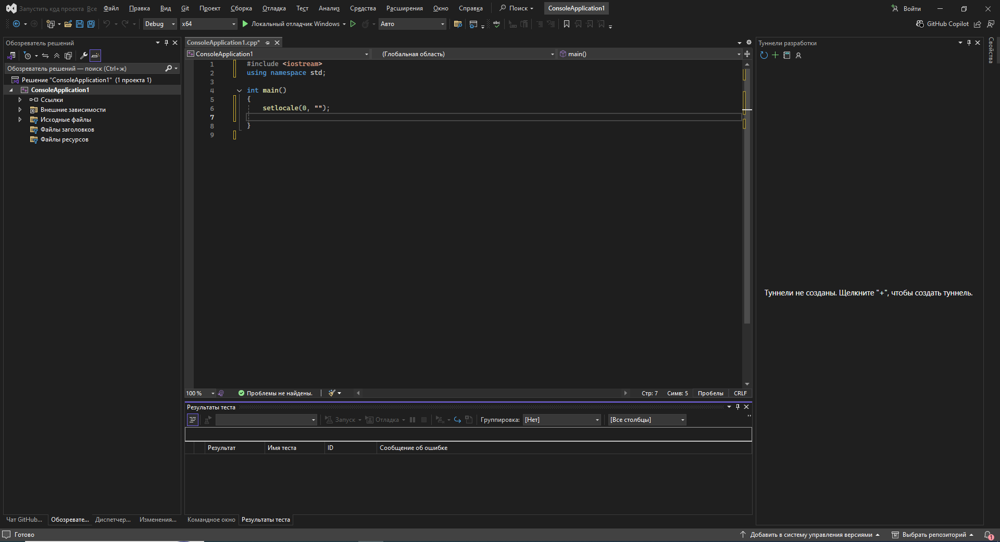 Запустить код проекта Все Файл Правка Вид Git Проект Сборка Отладка Тест Анализ Средства Расширения Окно Справка Поиск ConsoleApplication1 Войти
Debug x64 Локальный отладчик Windows Авто abc GitHub Copilot
Обозреватель решений
Обозреватель решений — поиск (Ctrl+ж)
Решение "ConsoleApplication1" (1 проекта 1)
ConsoleApplication1
Ссылки
Внешние зависимости
Исходные файлы
Файлы заголовков
Файлы ресурсов
Чат GitHub... Обозревате... Диспетчер... Изменения...
ConsoleApplication1.cpp*
ConsoleApplication1 (Глобальная область) main()
1 #include <iostream>
2 using namespace std;
3
4 int main()
5 {
6 setlocale(0, "");
7
8 }
9
100 % Проблемы не найдены. Стр: 7 Симв: 5 Пробелы CRLF
Результаты теста
Запуск Отладка Группировка: [Нет] [Все столбцы]
Результат Имя теста ID Сообщение об ошибке
Командное окно Результаты теста
Туннели разработки
Туннели не созданы. Щелкните "+", чтобы создать туннель.
Свойства
Готово Добавить в систему управления версиями Выбрать репозиторий 1